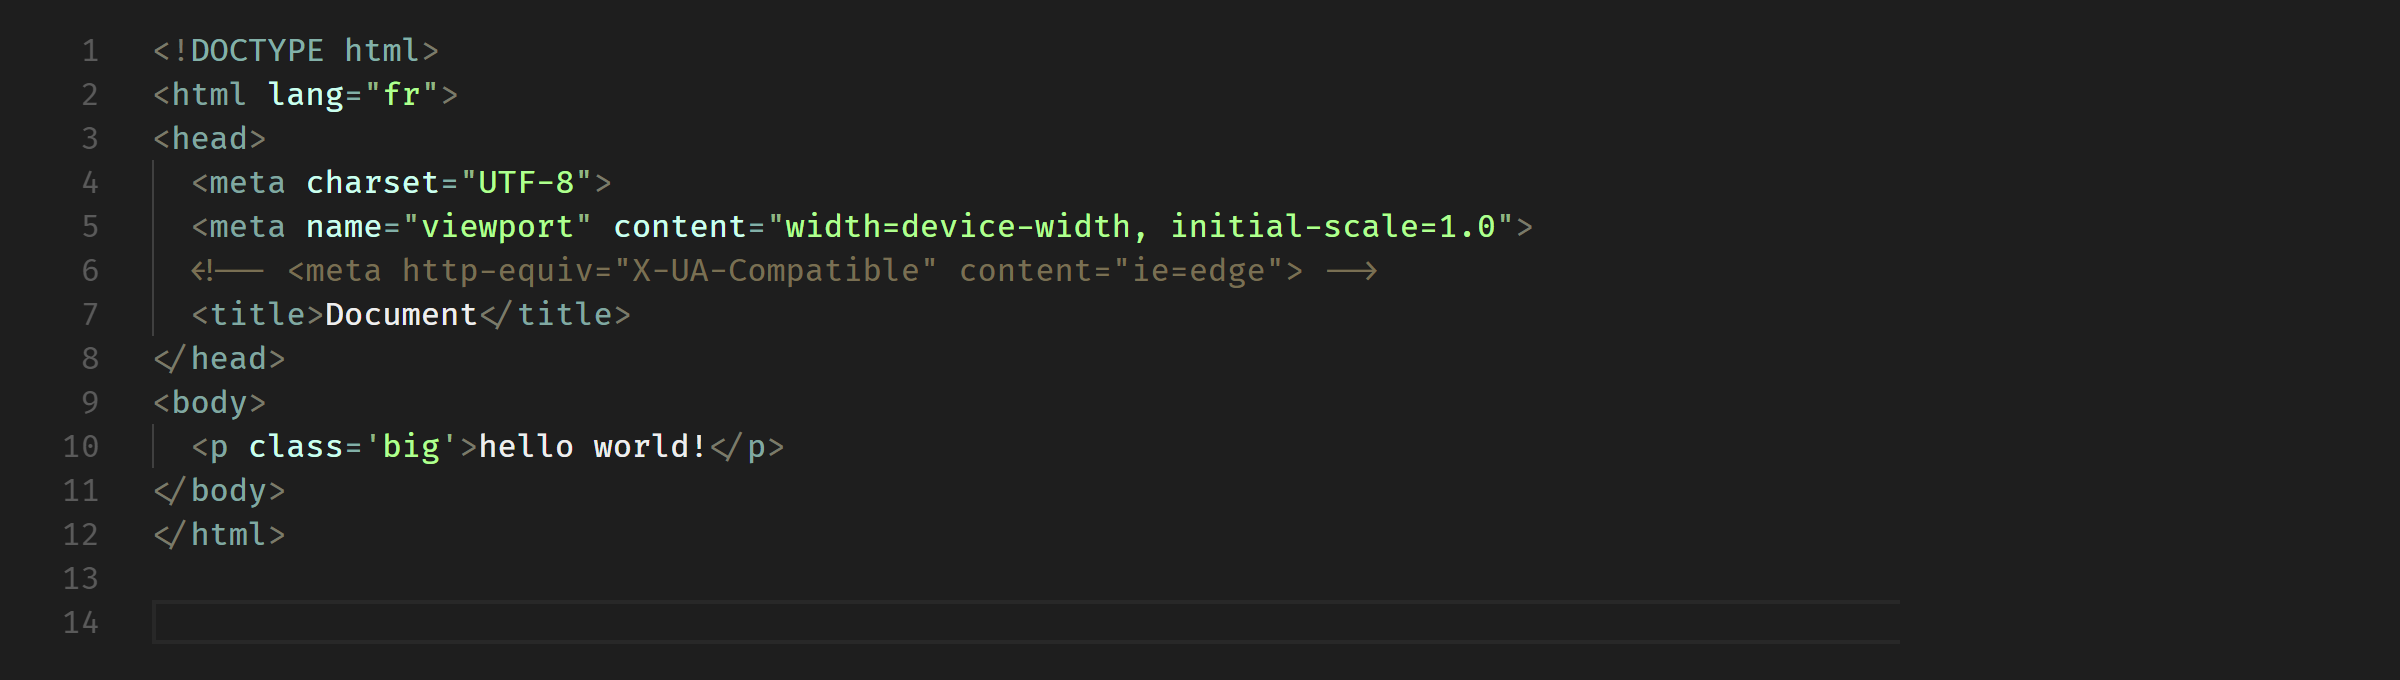 1 <!DOCTYPE html>
2 <html lang="fr">
3 <head>
4   <meta charset="UTF-8">
5   <meta name="viewport" content="width=device-width, initial-scale=1.0">
6   <!-- <meta http-equiv="X-UA-Compatible" content="ie=edge"> -->
7   <title>Document</title>
8 </head>
9 <body>
10   <p class='big'>hello world!</p>
11 </body>
12 </html>
13
14